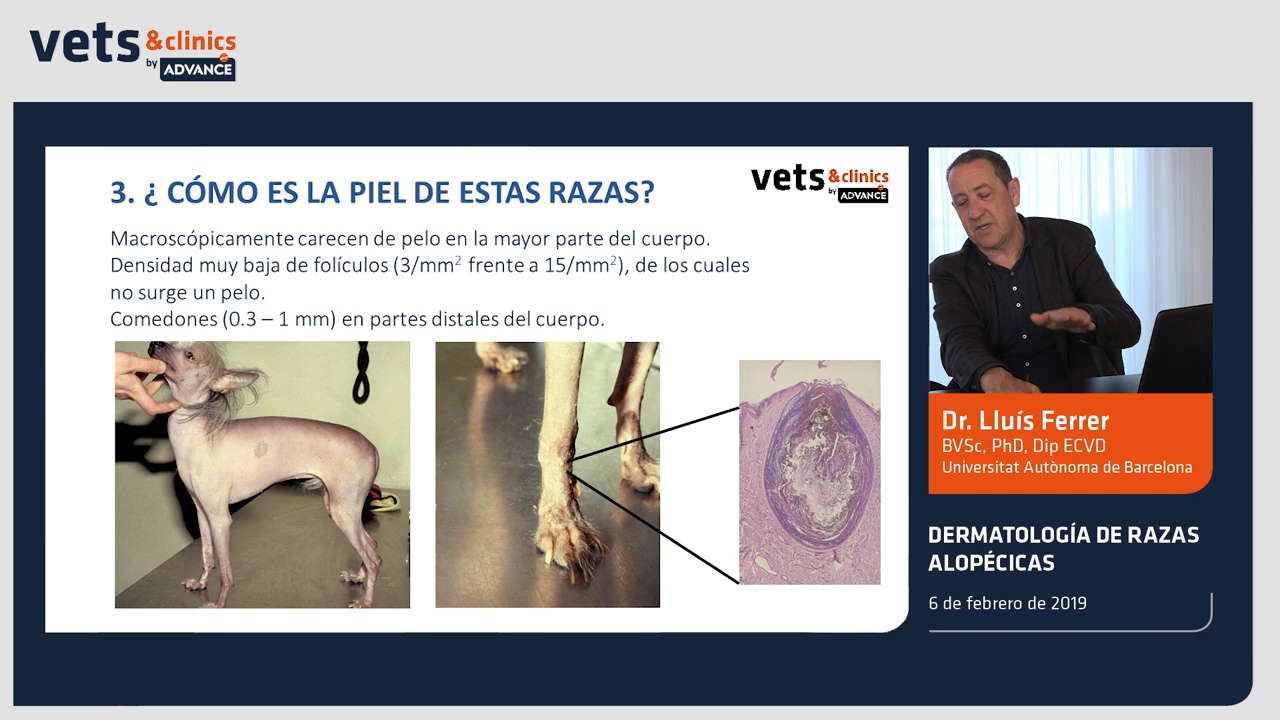 vets &clinics
by ADVANCE
vets &clinics
by ADVANCE
3. ¿ CÓMO ES LA PIEL DE ESTAS RAZAS?
Macroscópicamente carecen de pelo en la mayor parte del cuerpo.
Densidad muy baja de folículos (3/mm² frente a 15/mm²), de los cuales
no surge un pelo.
Comedones (0.3 – 1 mm) en partes distales del cuerpo.
Dr. Lluís Ferrer
BVSc, PhD, Dip ECVD
Universitat Autònoma de Barcelona
DERMATOLOGÍA DE RAZAS
ALOPÉCICAS
6 de febrero de 2019